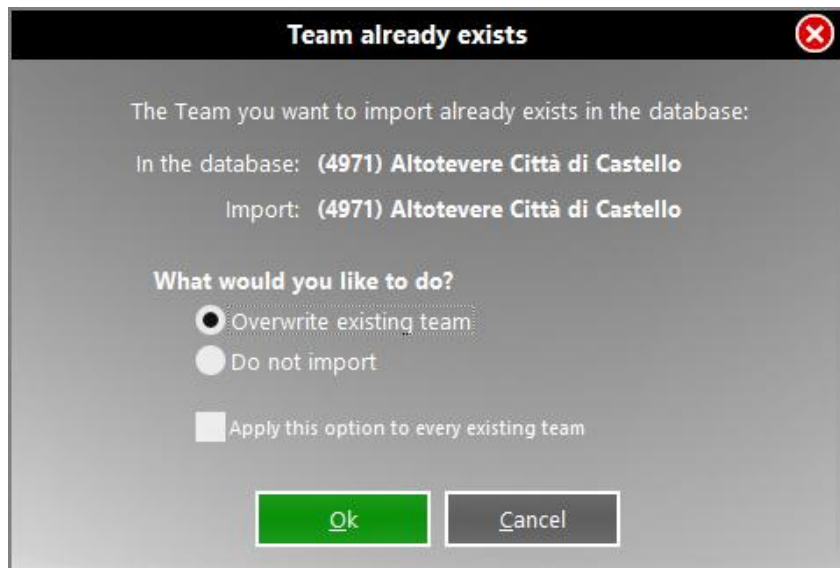 Team already exists
The Team you want to import already exists in the database:
In the database: (4971) Altotevere Città di Castello
Import: (4971) Altotevere Città di Castello
What would you like to do?
Overwrite existing team
Do not import
Apply this option to every existing team
Ok
Cancel